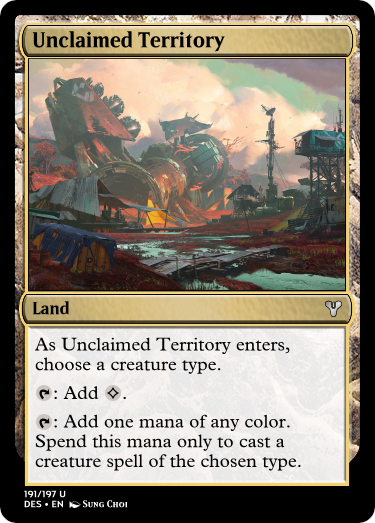 Unclaimed Territory
Land
As Unclaimed Territory enters,
choose a creature type.
: Add .
: Add one mana of any color.
Spend this mana only to cast a
creature spell of the chosen type.
191/197 U
DES • EN Sung Choi